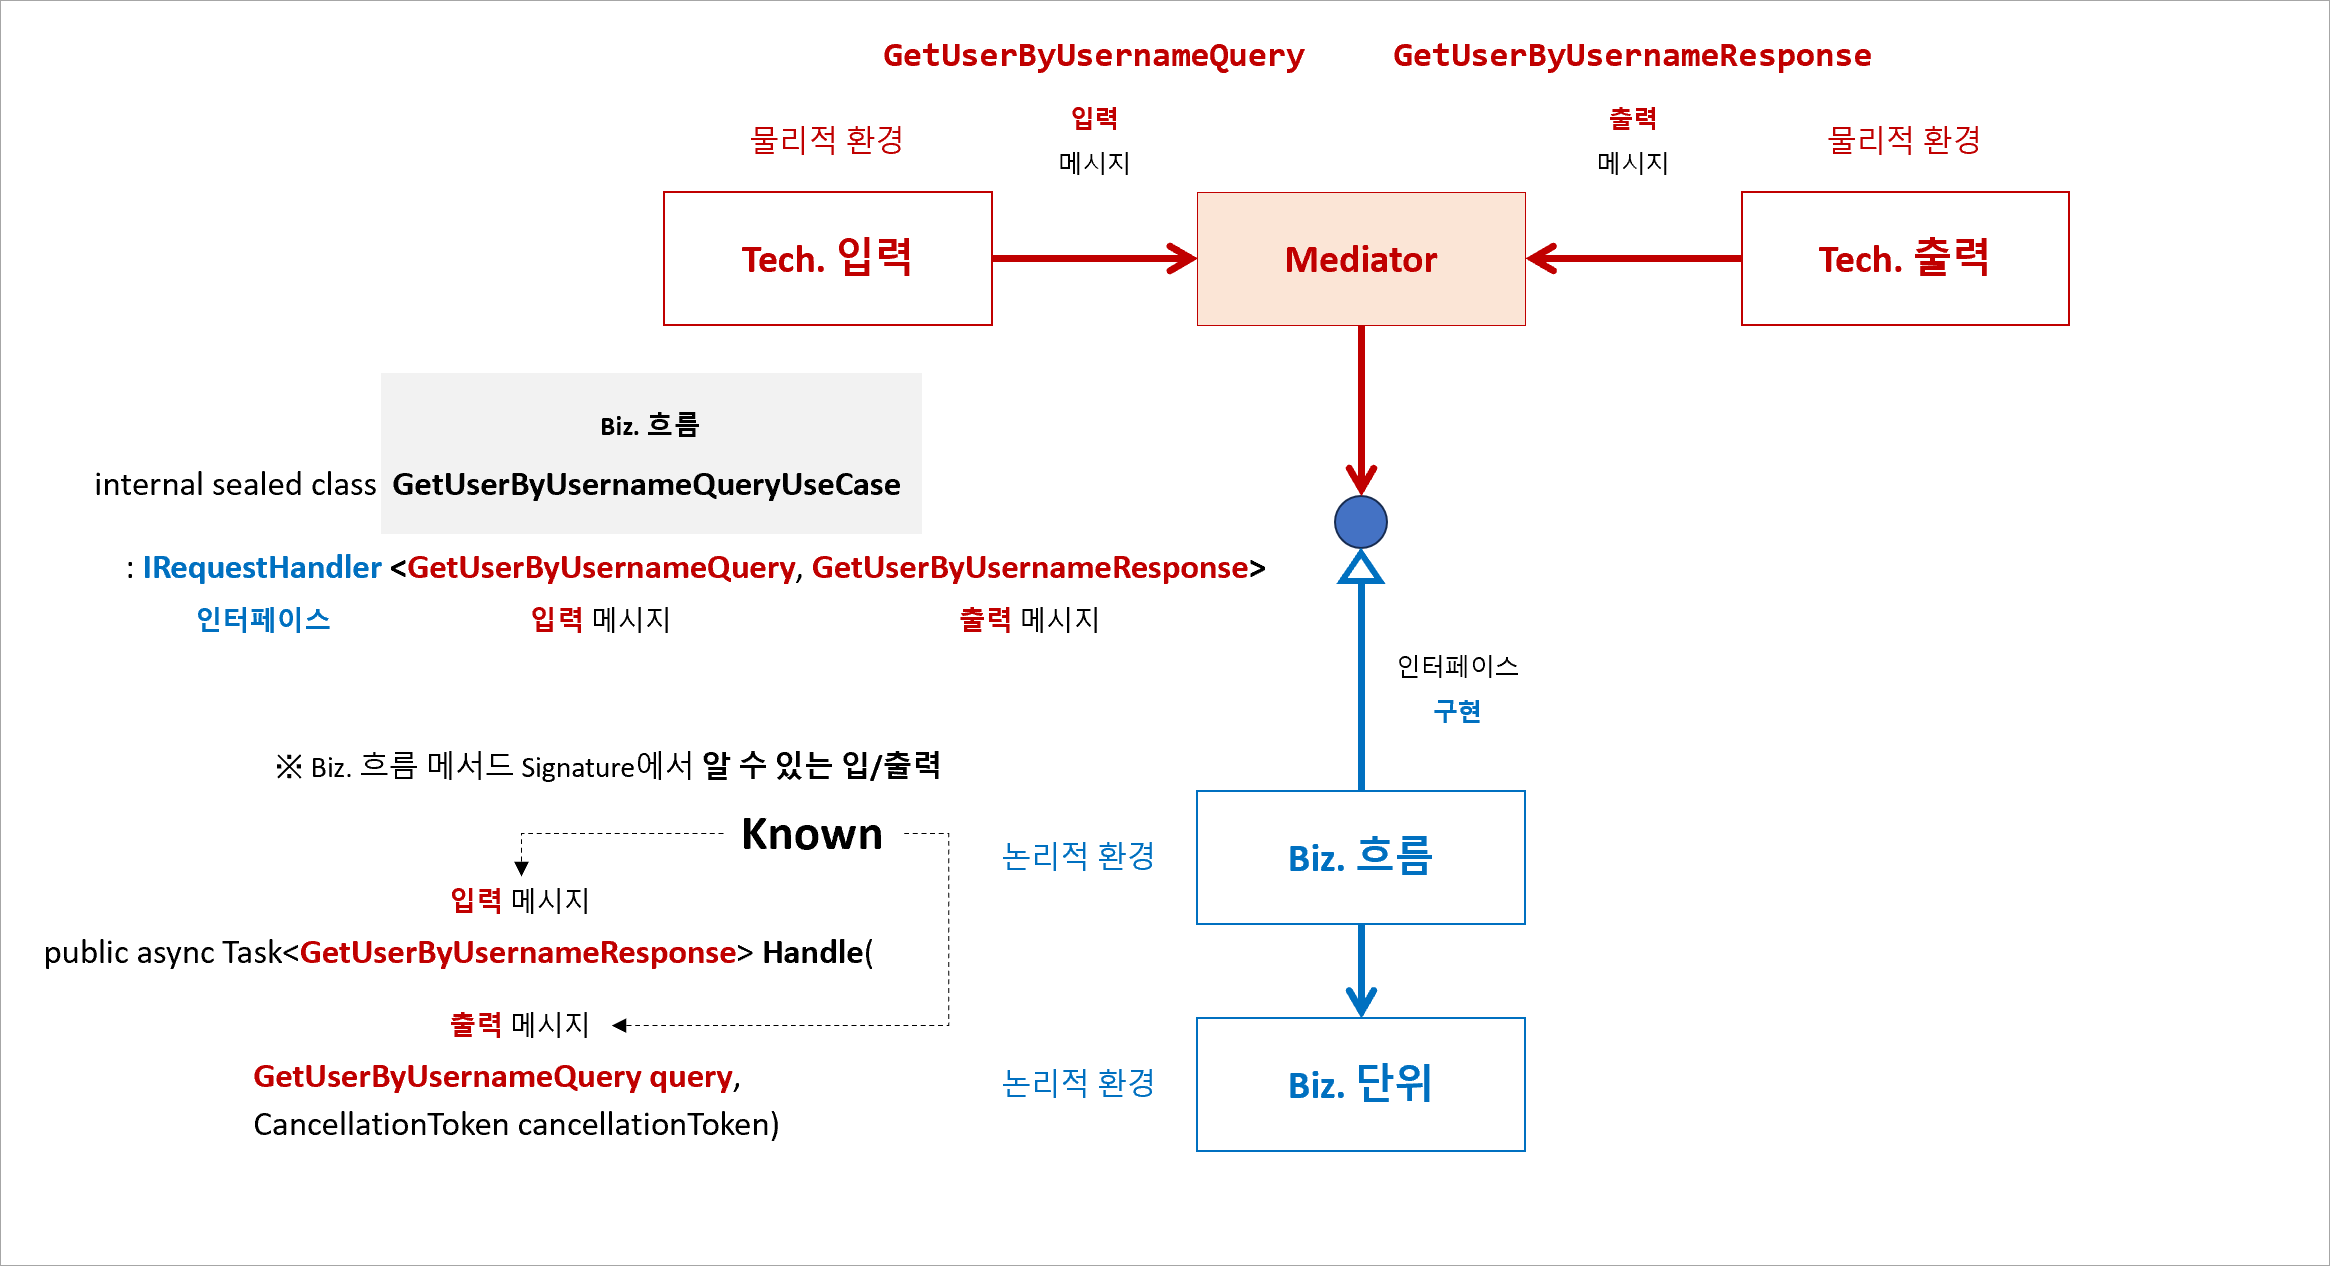 GetUserByUsernameQuery
GetUserByUsernameResponse
물리적 환경
입력
메시지
출력
메시지
물리적 환경
Tech. 입력
Mediator
Tech. 출력
Biz. 흐름
internal sealed class GetUserByUsernameQueryUseCase
: IRequestHandler <GetUserByUsernameQuery, GetUserByUsernameResponse>
인터페이스
입력 메시지
출력 메시지
인터페이스
구현
※ Biz. 흐름 메서드 Signature에서 알 수 있는 입/출력
Known
논리적 환경
Biz. 흐름
입력 메시지
public async Task<GetUserByUsernameResponse> Handle(
출력 메시지
GetUserByUsernameQuery query,
CancellationToken cancellationToken)
논리적 환경
Biz. 단위